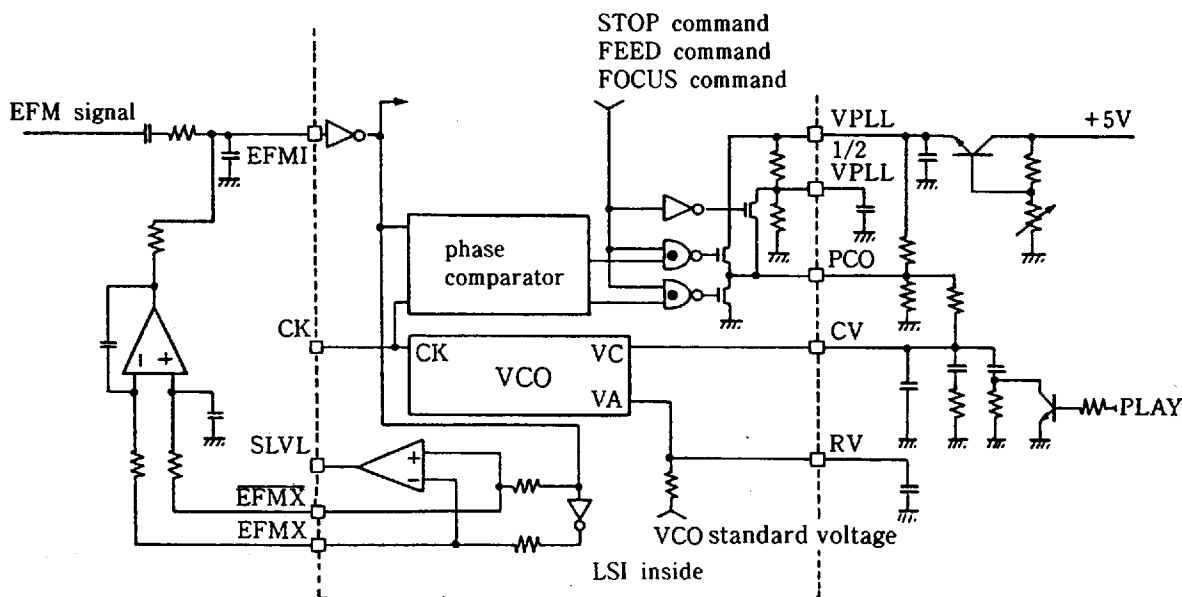 STOP command
FEED command
FOCUS command
EFM signal
EFMI
VPLL
+5V
1/2
VPLL
phase
comparator
PCO
CK
CK
VC
CV
VCO
VA
PLAY
SLVL
+
-
RV
EFMX
EFMX
VCO standard voltage
LSI inside
- +